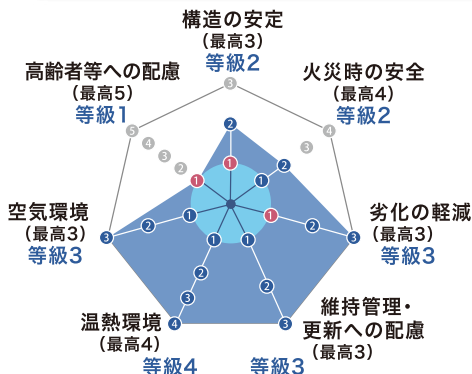 構造の安定
（最高3）
等級2
高齢者等への配慮
（最高5）
等級1
火災時の安全
（最高4）
等級2
3
5
4
3
2
1
2
1
4
3
2
1
空気環境
（最高3）
等級3
3
2
1
1
2
3
劣化の軽減
（最高3）
等級3
1
2
3
4
1
2
3
温熱環境
（最高4）
等級4
維持管理・
更新への配慮
（最高3）
等級3